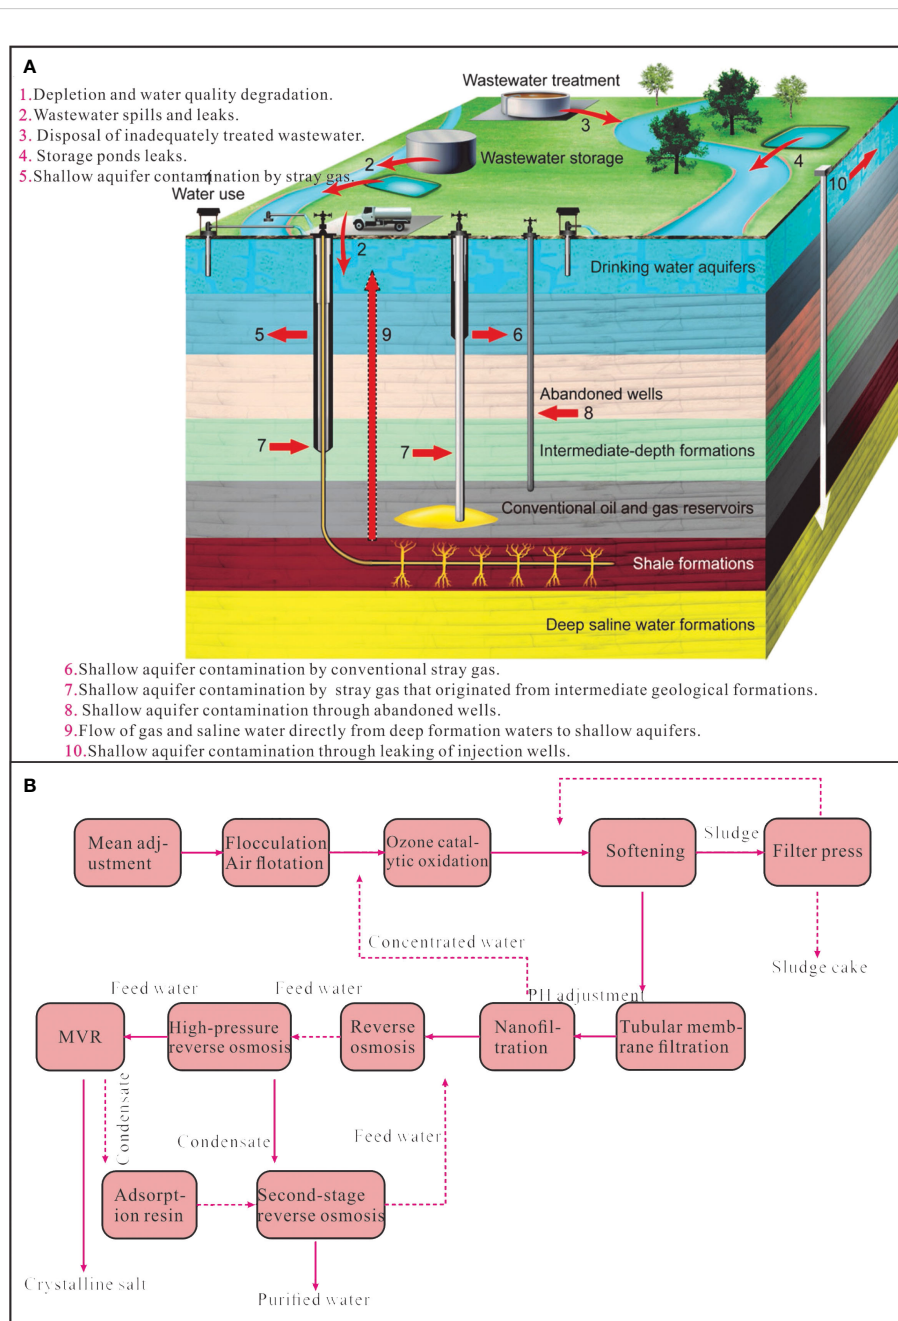 A
1.Depletion and water quality degradation.
2.Wastewater spills and leaks.
3. Disposal of inadequately treated wastewater.
4. Storage ponds leaks.
5.Shallow aquifer contamination by stray gas.
Wastewater treatment
3
Wastewater storage
2
4
10
1
Water use
2
Drinking water aquifers
5
9
6
Abandoned wells
8
7
7
Intermediate-depth formations
Conventional oil and gas reservoirs
Shale formations
Deep saline water formations
6.Shallow aquifer contamination by conventional stray gas.
7.Shallow aquifer contamination by stray gas that originated from intermediate geological formations.
8. Shallow aquifer contamination through abandoned wells.
9.Flow of gas and saline water directly from deep formation waters to shallow aquifers.
10.Shallow aquifer contamination through leaking of injection wells.
B
Mean adj-
ustment
Flocculation
Air flotation
Ozone catal-
ytic oxidation
Softening
Sludge
Filter press
Concentrated water
Sludge cake
PH adjustment
Feed water
Feed water
MVR
High-pressure
reverse osmosis
Reverse
osmosis
Nanofil-
tration
Tubular memb-
rane filtration
Condensate
Condensate
Feed water
Adsorpt-
ion resin
Second-stage
reverse osmosis
Crystalline salt
Purified water